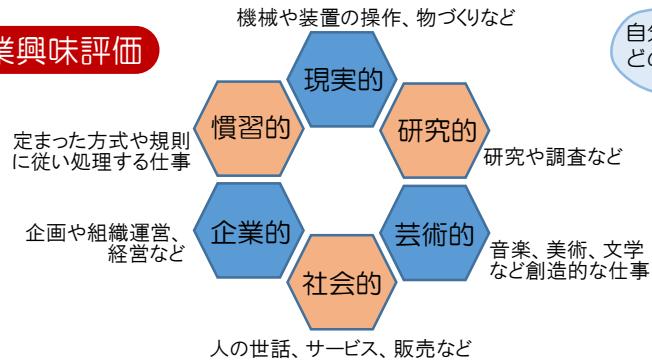 機械や装置の操作、物づくりなど
業興味評価
自分
どの
現実的
慣習的
研究的
定まった方式や規則
に従い処理する仕事
研究や調査など
企業的
芸術的
企画や組織運営、
経営など
音楽、美術、文学
など創造的な仕事
社会的
人の世話、サービス、販売など